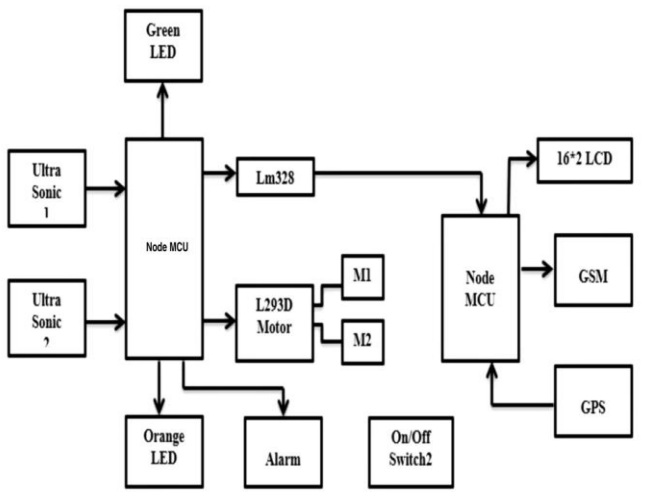 Green
LED
Ultra
Sonic
1
Node MCU
Lm328
16*2 LCD
Node
MCU
GSM
Ultra
Sonic
2
L293D
Motor
M1
M2
GPS
Orange
LED
Alarm
On/Off
Switch2